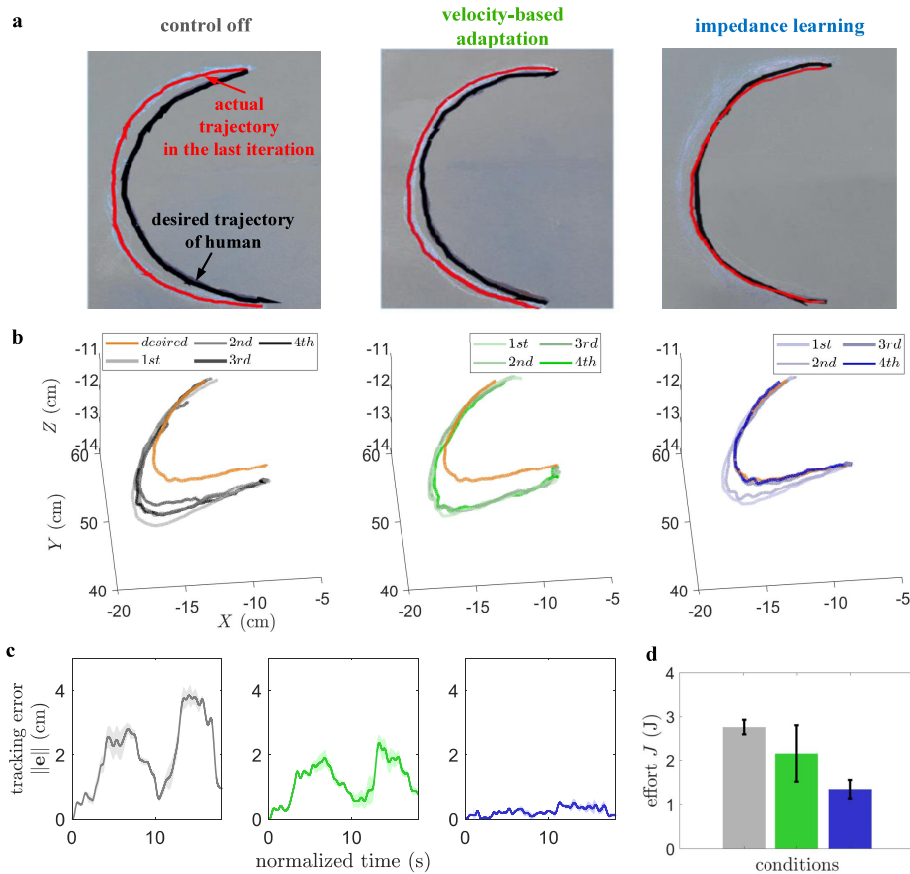 a
control off
velocity-based
adaptation
impedance learning
actual
trajectory
in the last iteration
desired trajectory
of human
b
dcoircd 2nd 4th
1st 3rd
1st 3rd
2nd 4th
1st 3rd
2nd 4th
-11
-12
-13
-14
Z (cm)
60
50
40
Y (cm)
-20 -15 -10 -5
X (cm)
-11
-12
-13
-14
60
50
40
-20 -15 -10 -5
-11
-12
-13
-14
60
50
40
-20 -15 -10 -5
c
tracking error
||e|| (cm)
4
2
0
10
4
2
0
10
4
2
0
10
normalized time (s)
d
effort J (J)
4
3
2
1
0
conditions